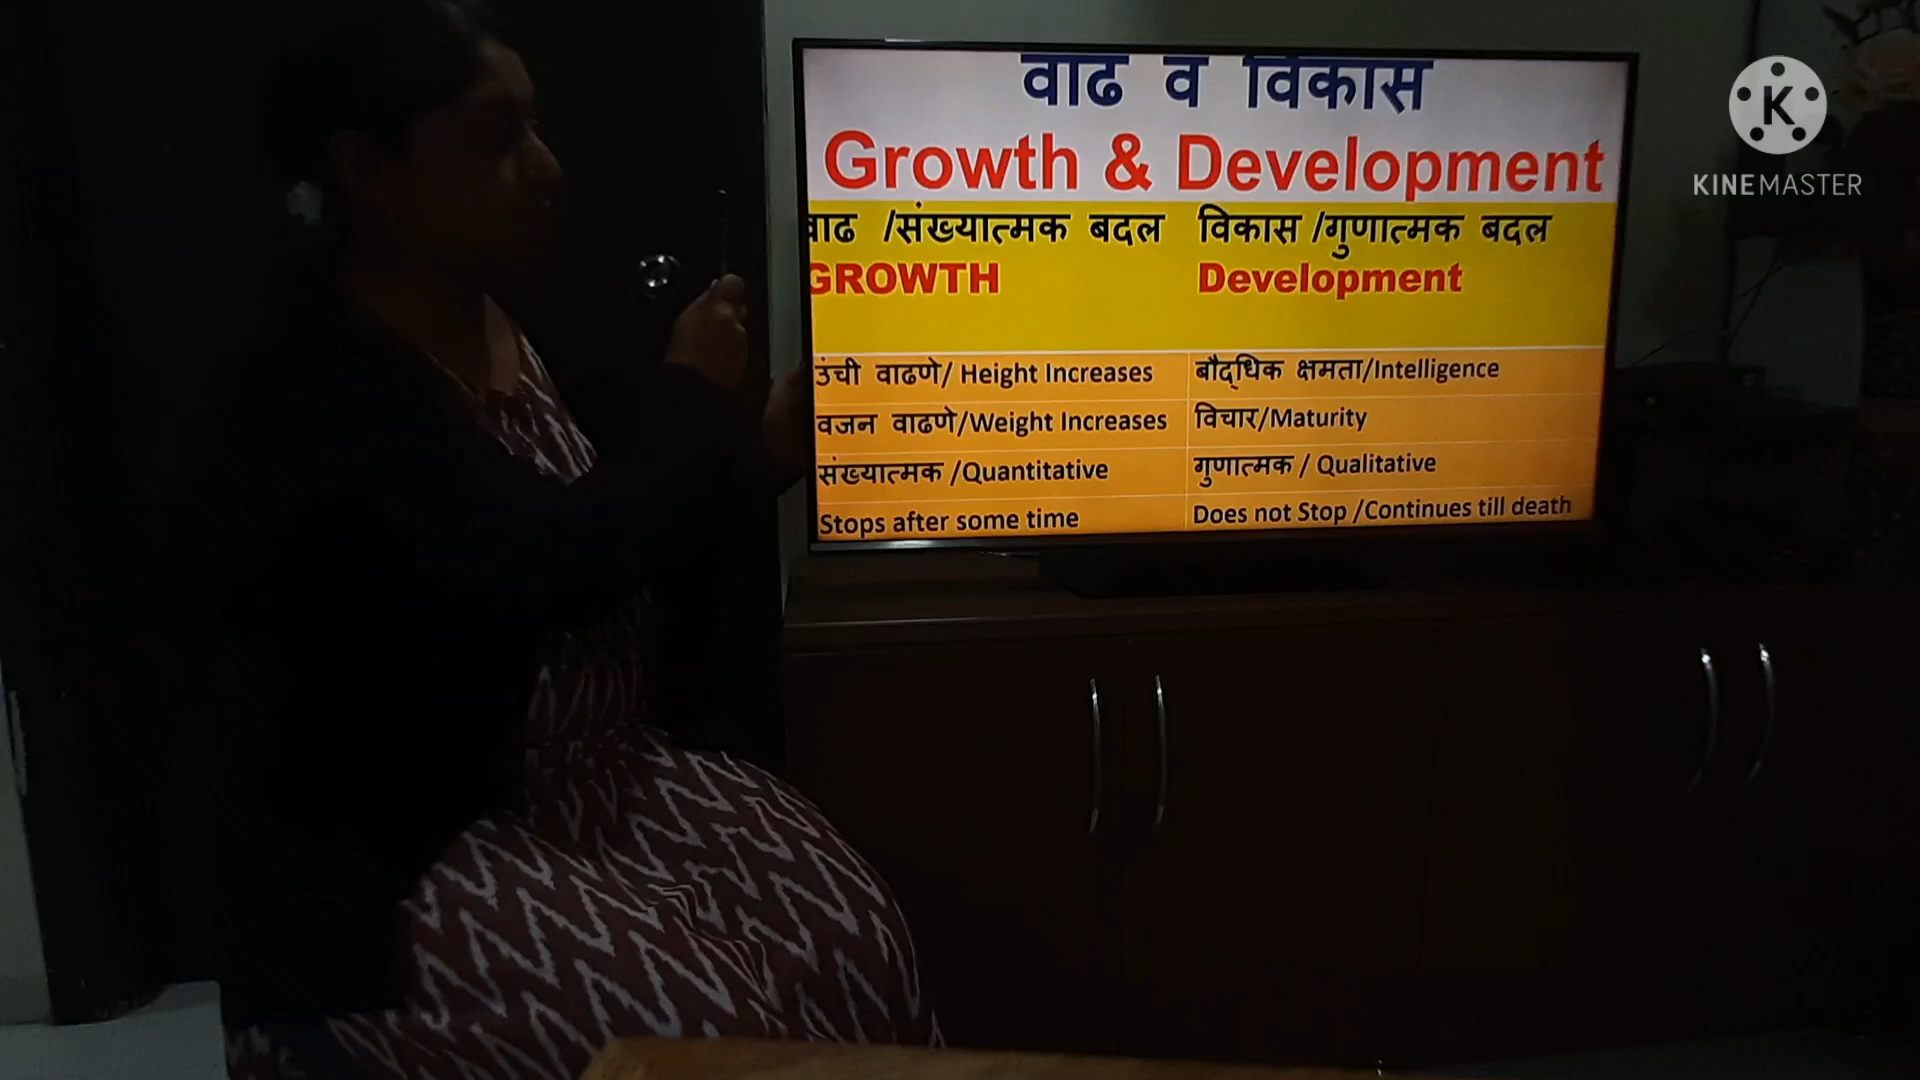 वाढ व विकास
Growth & Development
वाढ /संख्यात्मक बदल विकास /गुणात्मक बदल
GROWTH Development
उंची वाढणे/ Height Increases बौद्धिक क्षमता/Intelligence
वजन वाढणे/Weight Increases विचार/Maturity
संख्यात्मक /Quantitative गुणात्मक / Qualitative
Stops after some time Does not Stop /Continues till death
K
KINEMASTER